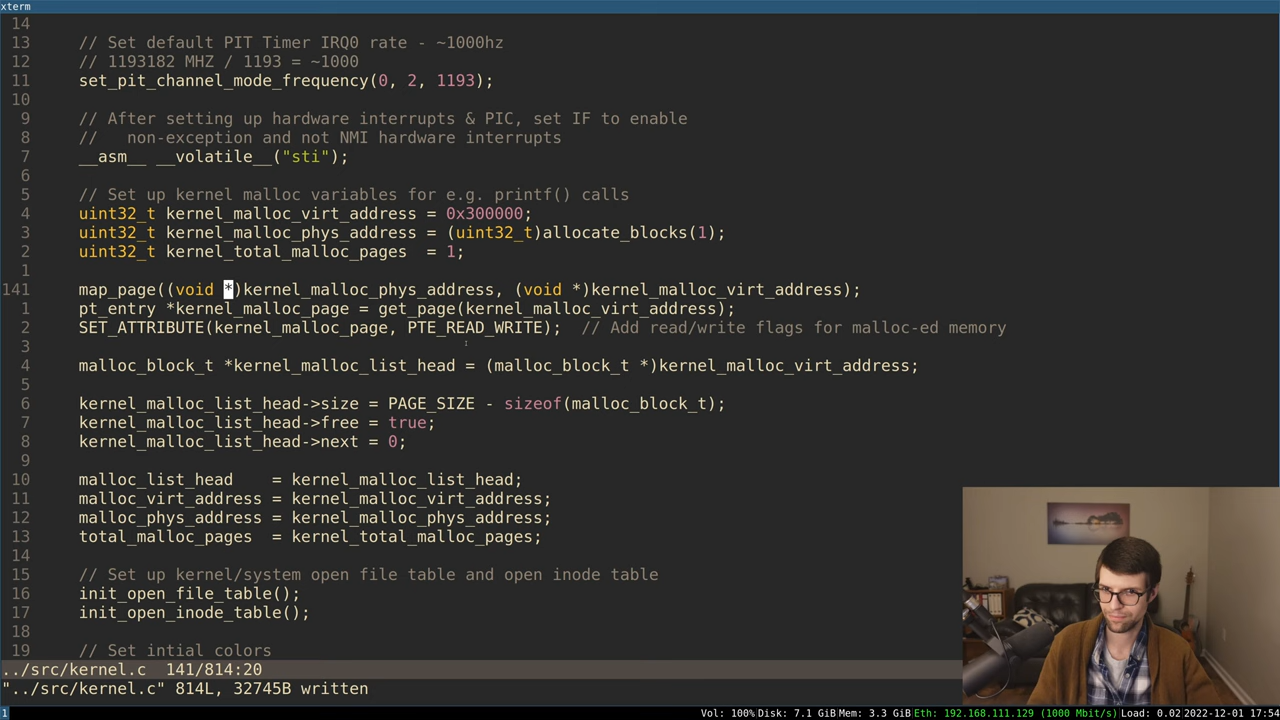 xterm
14
13 // Set default PIT Timer IRQ0 rate - ~1000hz
12 // 1193182 MHZ / 1193 = ~1000
11 set_pit_channel_mode_frequency(0, 2, 1193);
10
9 // After setting up hardware interrupts & PIC, set IF to enable
8 //   non-exception and not NMI hardware interrupts
7 __asm__ __volatile__("sti");
6
5 // Set up kernel malloc variables for e.g. printf() calls
4 uint32_t kernel_malloc_virt_address = 0x300000;
3 uint32_t kernel_malloc_phys_address = (uint32_t)allocate_blocks(1);
2 uint32_t kernel_total_malloc_pages  = 1;
1
141 map_page((void *)kernel_malloc_phys_address, (void *)kernel_malloc_virt_address);
1 pt_entry *kernel_malloc_page = get_page(kernel_malloc_virt_address);
2 SET_ATTRIBUTE(kernel_malloc_page, PTE_READ_WRITE);  // Add read/write flags for malloc-ed memory
3
4 malloc_block_t *kernel_malloc_list_head = (malloc_block_t *)kernel_malloc_virt_address;
5
6 kernel_malloc_list_head->size = PAGE_SIZE - sizeof(malloc_block_t);
7 kernel_malloc_list_head->free = true;
8 kernel_malloc_list_head->next = 0;
9
10 malloc_list_head    = kernel_malloc_list_head;
11 malloc_virt_address = kernel_malloc_virt_address;
12 malloc_phys_address = kernel_malloc_phys_address;
13 total_malloc_pages  = kernel_total_malloc_pages;
14
15 // Set up kernel/system open file table and open inode table
16 init_open_file_table();
17 init_open_inode_table();
18
19 // Set intial colors
../src/kernel.c  141/814:20
"../src/kernel.c" 814L, 32745B written
1 Vol: 100% Disk: 7.1 GiB Mem: 3.3 GiB Eth: 192.168.111.129 (1000 Mbit/s) Load: 0.02 2022-12-01 17:54